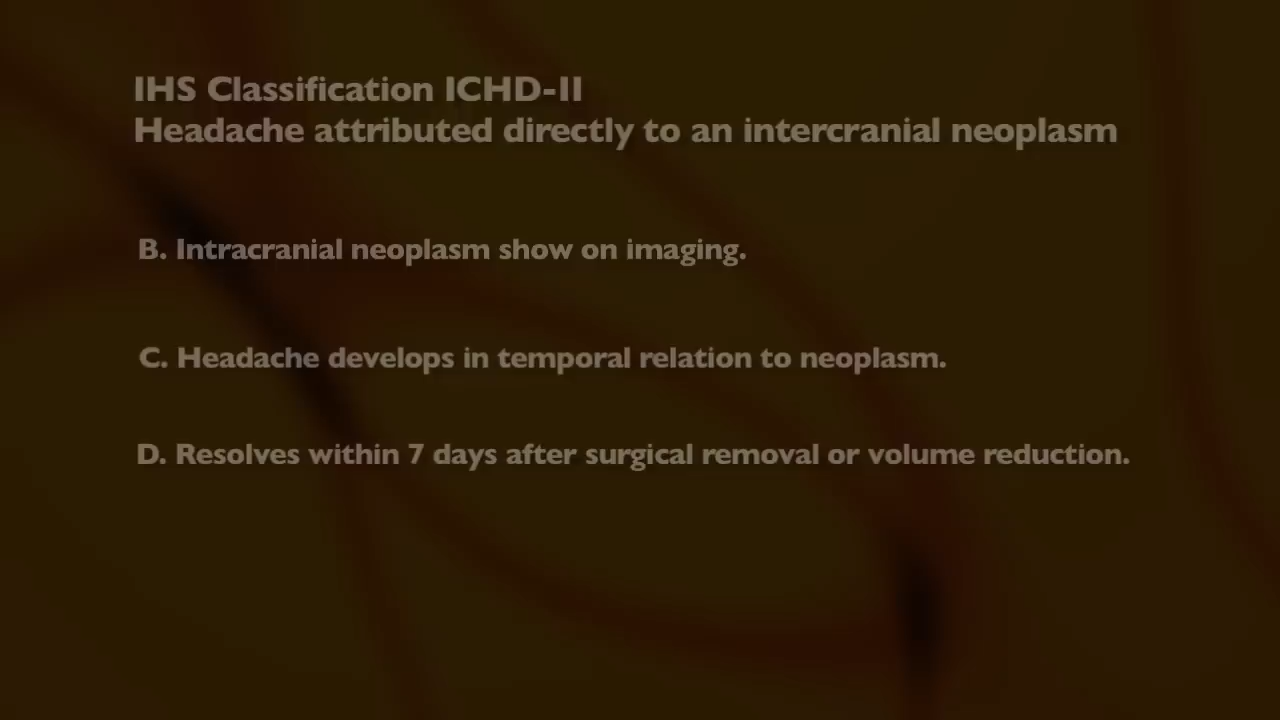 IHS Classification ICHD-II
Headache attributed directly to an intercranial neoplasm
B. Intracranial neoplasm show on imaging.
C. Headache develops in temporal relation to neoplasm.
D. Resolves within 7 days after surgical removal or volume reduction.